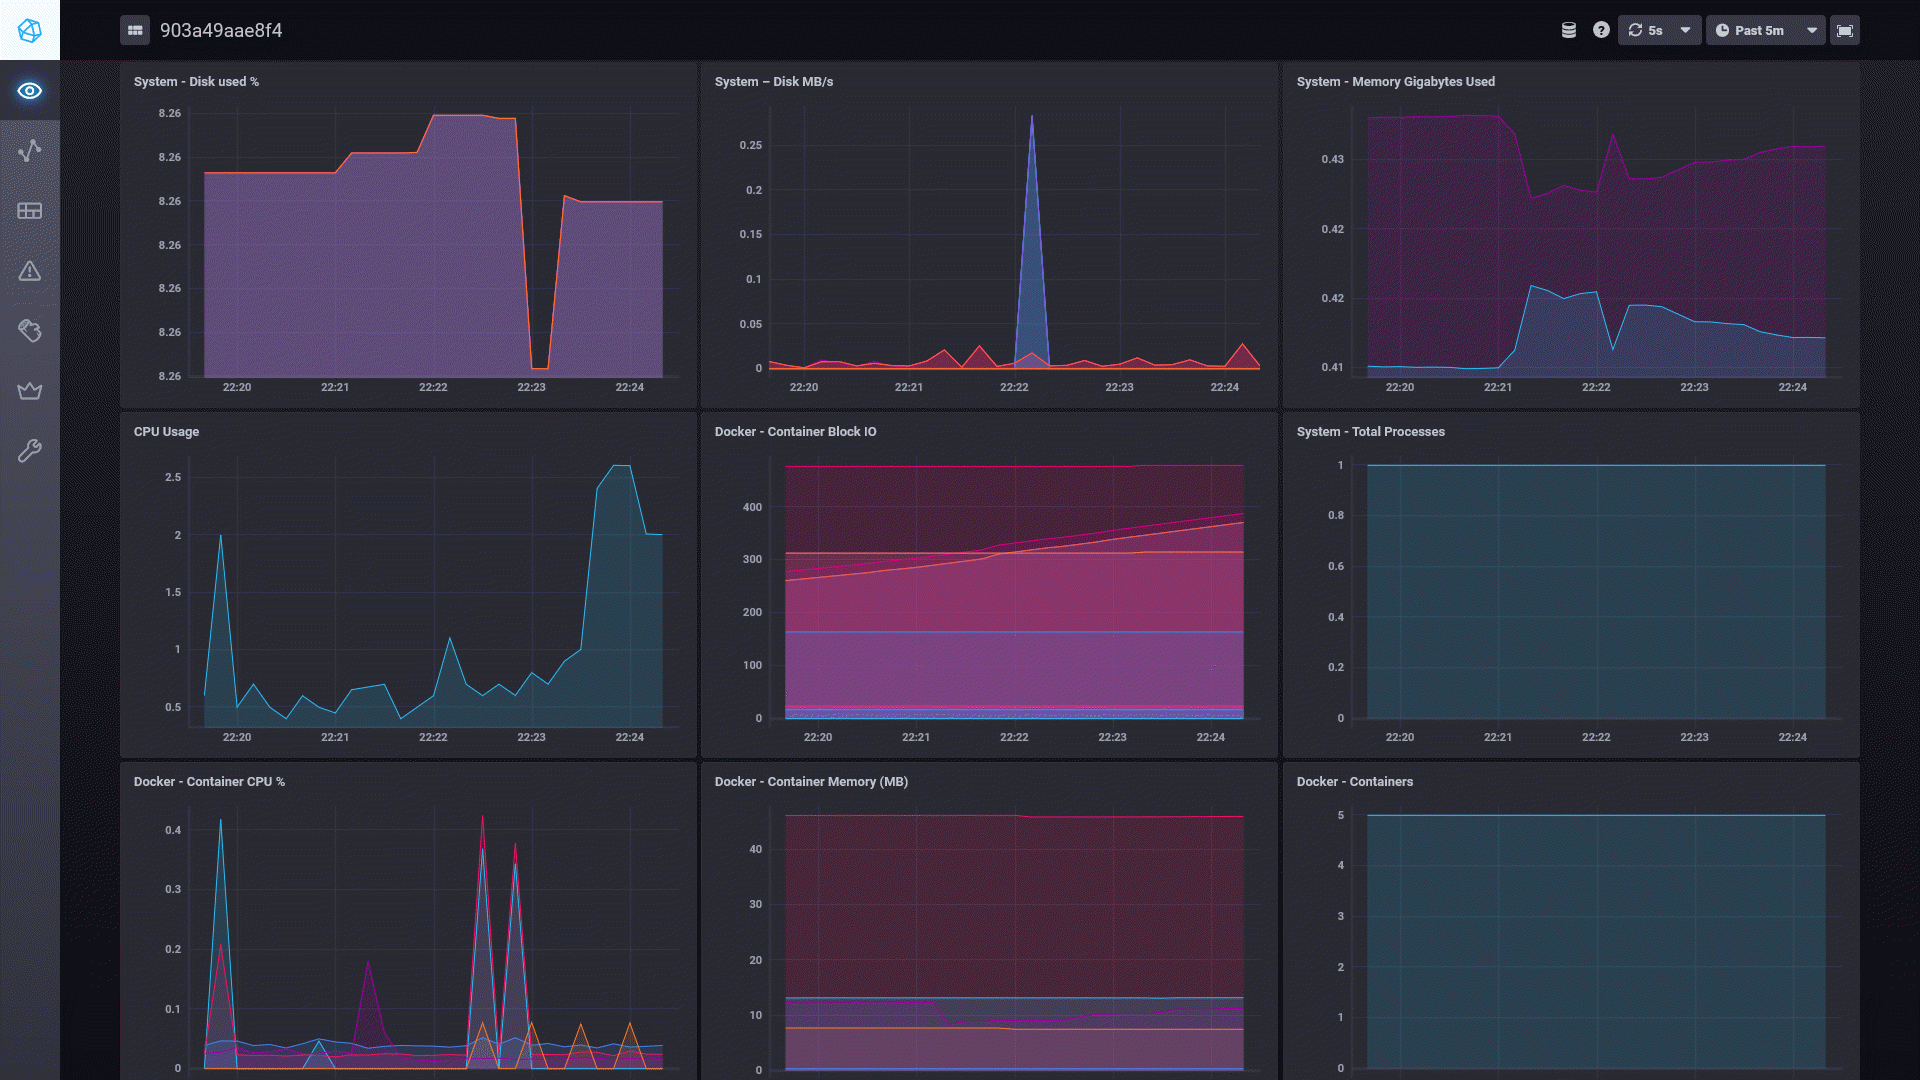 903a49aae8f4
5s
Past 5m
System - Disk used %
8.26
8.26
8.26
8.26
8.26
8.26
8.26
22:20 22:21 22:22 22:23 22:24
System – Disk MB/s
0.25
0.2
0.15
0.1
0.05
0
22:20 22:21 22:22 22:23 22:24
System - Memory Gigabytes Used
0.43
0.42
0.42
0.41
22:20 22:21 22:22 22:23 22:24
CPU Usage
2.5
2
1.5
1
0.5
22:20 22:21 22:22 22:23 22:24
Docker - Container Block IO
400
300
200
100
0
22:20 22:21 22:22 22:23 22:24
System - Total Processes
1
0.8
0.6
0.4
0.2
0
22:20 22:21 22:22 22:23 22:24
Docker - Container CPU %
0.4
0.3
0.2
0.1
0
Docker - Container Memory (MB)
40
30
20
10
0
Docker - Containers
5
4
3
2
1
0